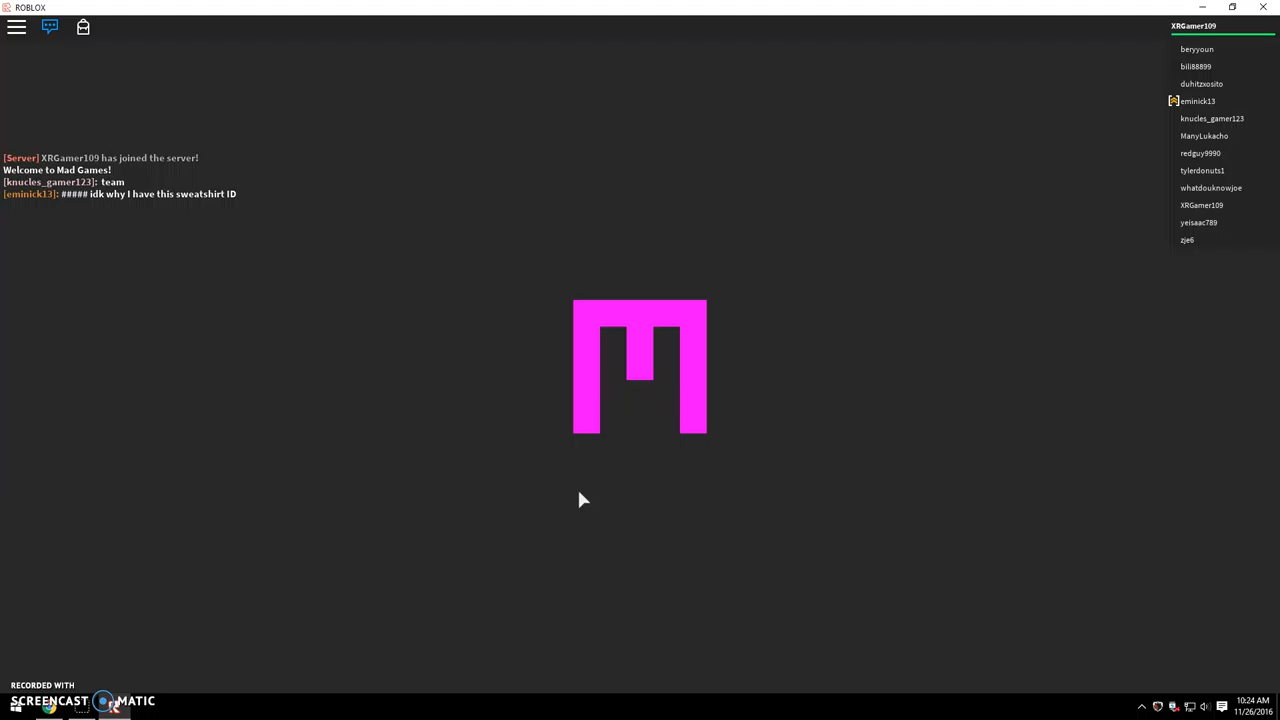 ROBLOX
XRGamer109
beryyoun
bili88899
duhitzxosito
eminick13
knucles_gamer123
ManyLukacho
redguy9990
tylerdonuts1
whatdouknowjoe
XRGamer109
yeisaac789
zje6
[Server] XRGamer109 has joined the server!
Welcome to Mad Games!
[knucles_gamer123]: team
[eminick13]: ##### idk why I have this sweatshirt ID
M
RECORDED WITH
SCREENCAST MATIC
10:24 AM
11/26/2016